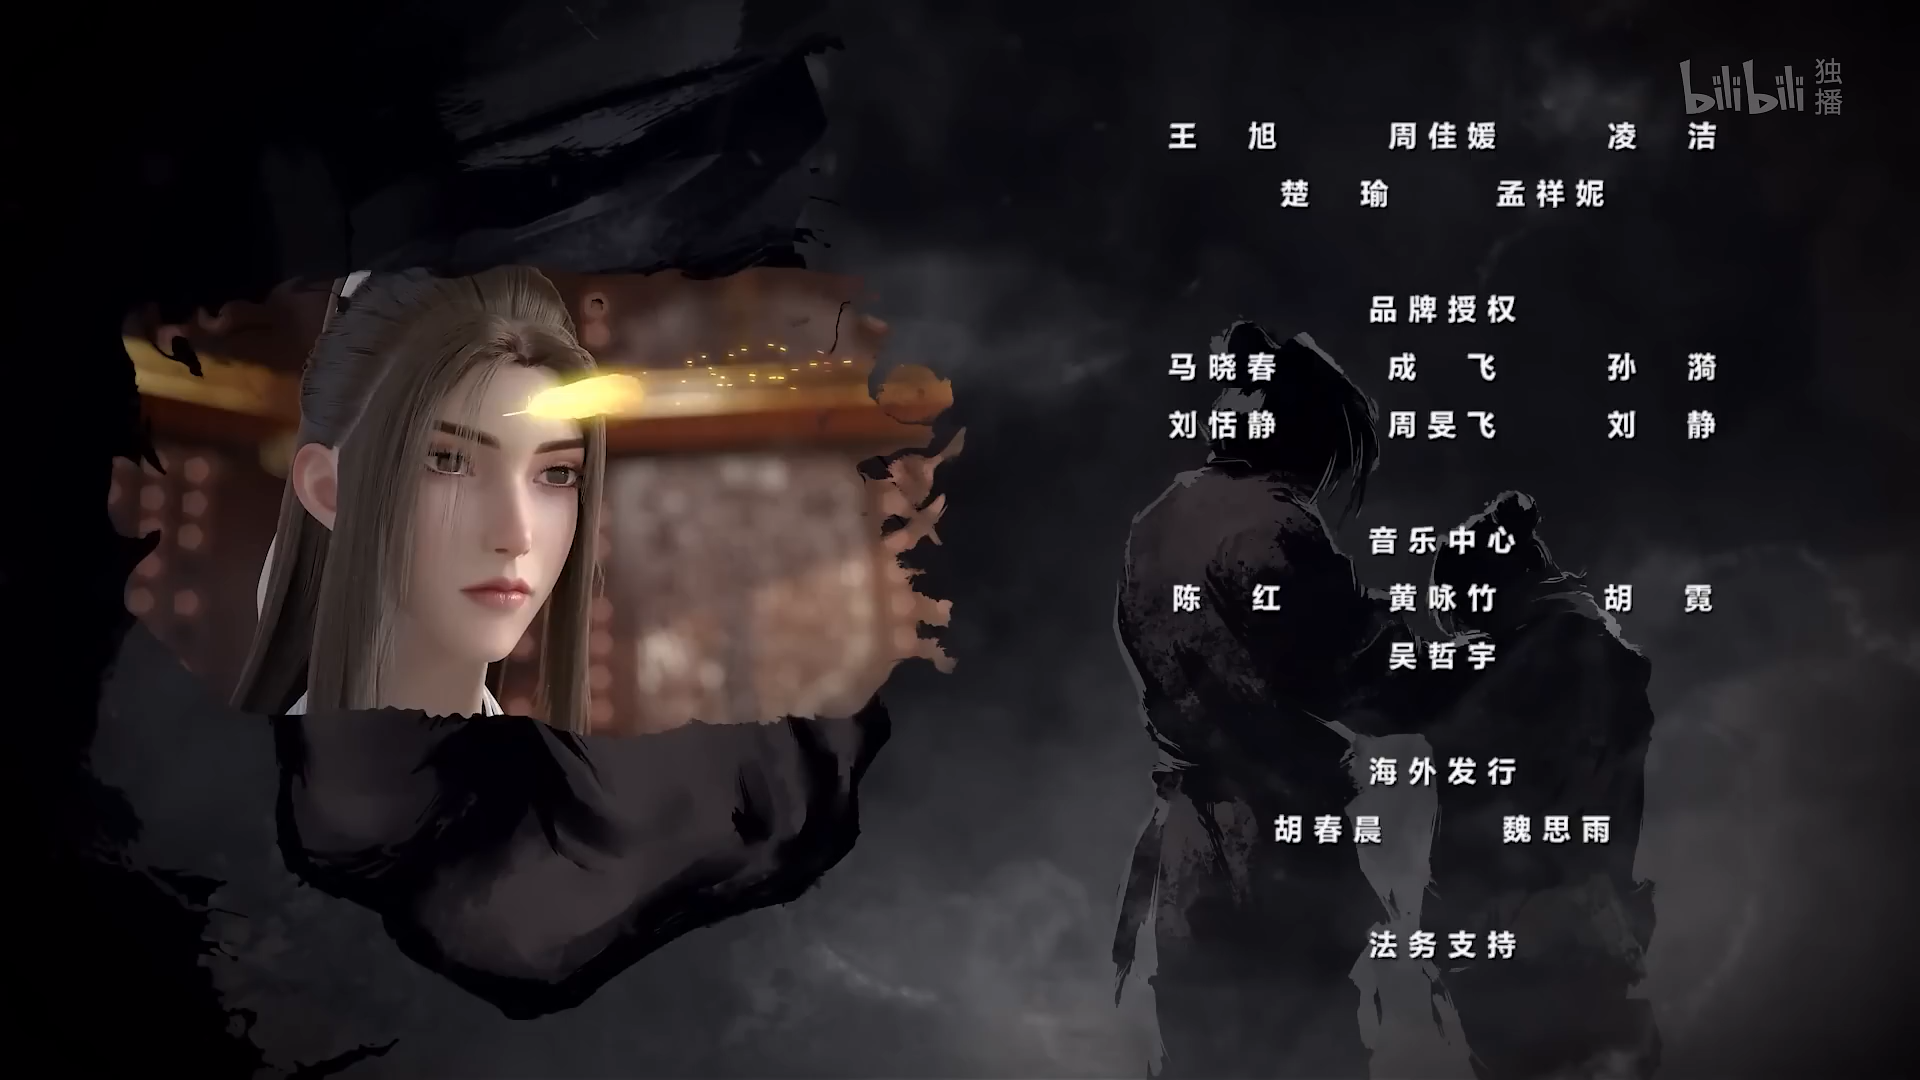 bilibili 独播
王旭 周佳媛 凌洁
楚瑜 孟祥妮
品牌授权
马晓春 成飞 孙漪
刘恬静 周旻飞 刘静
音乐中心
陈红 黄咏竹 胡霓
吴哲宇
海外发行
胡春晨 魏思雨
法务支持